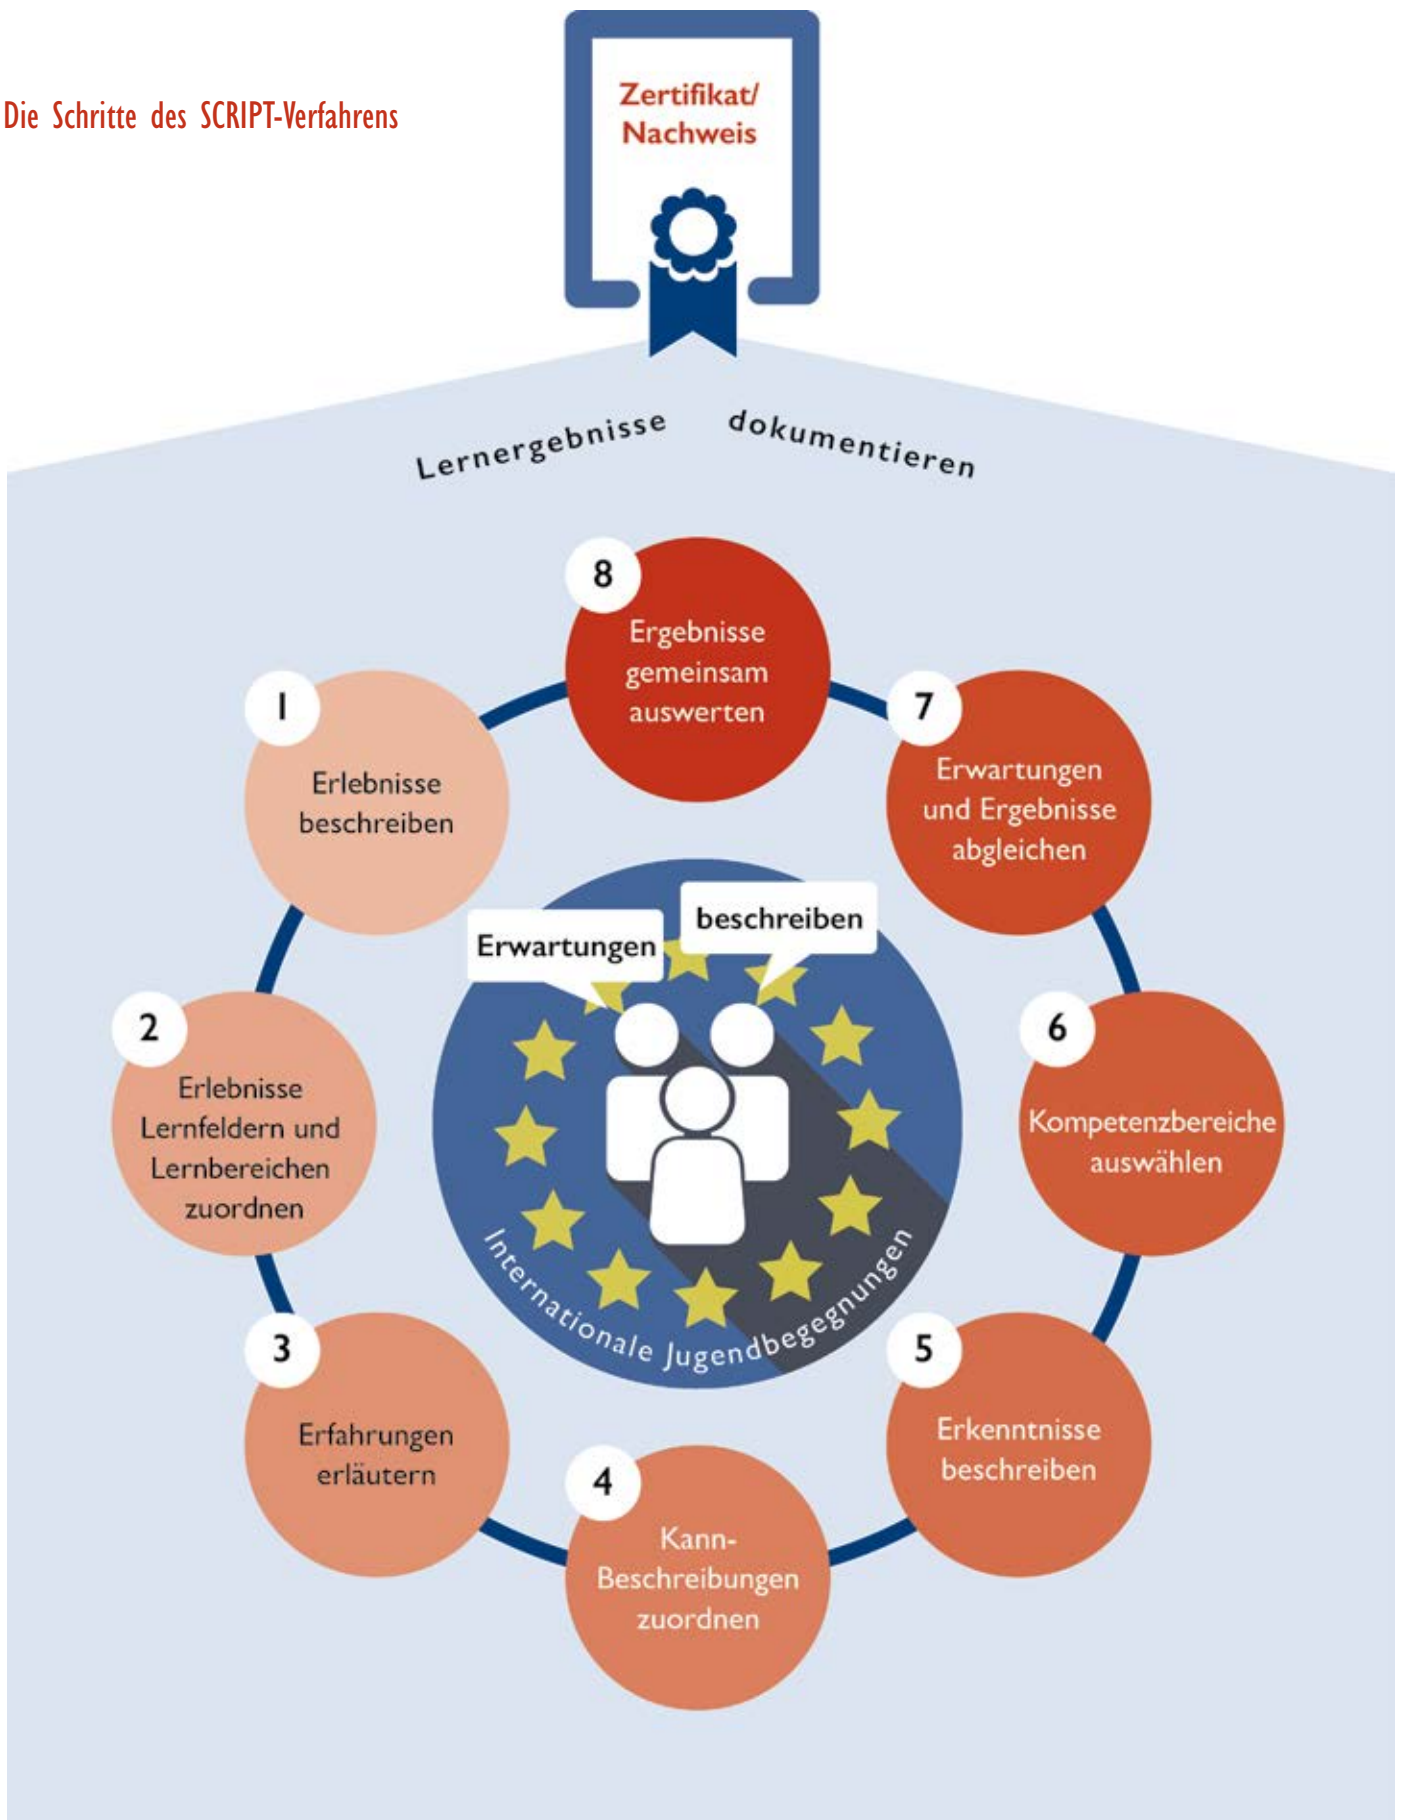 Die Schritte des SCRIPT-Verfahrens
Zertifikat/
Nachweis
Lernergebnisse dokumentieren
8
Ergebnisse
gemeinsam
auswerten
1
Erlebnisse
beschreiben
7
Erwartungen
und Ergebnisse
abgleichen
Erwartungen
beschreiben
2
Erlebnisse
Lernfeldern und
Lernbereichen
zuordnen
6
Kompetenzbereiche
auswählen
Internationale Jugendbegegnungen
3
Erfahrungen
erläutern
5
Erkenntnisse
beschreiben
4
Kann-
Beschreibungen
zuordnen